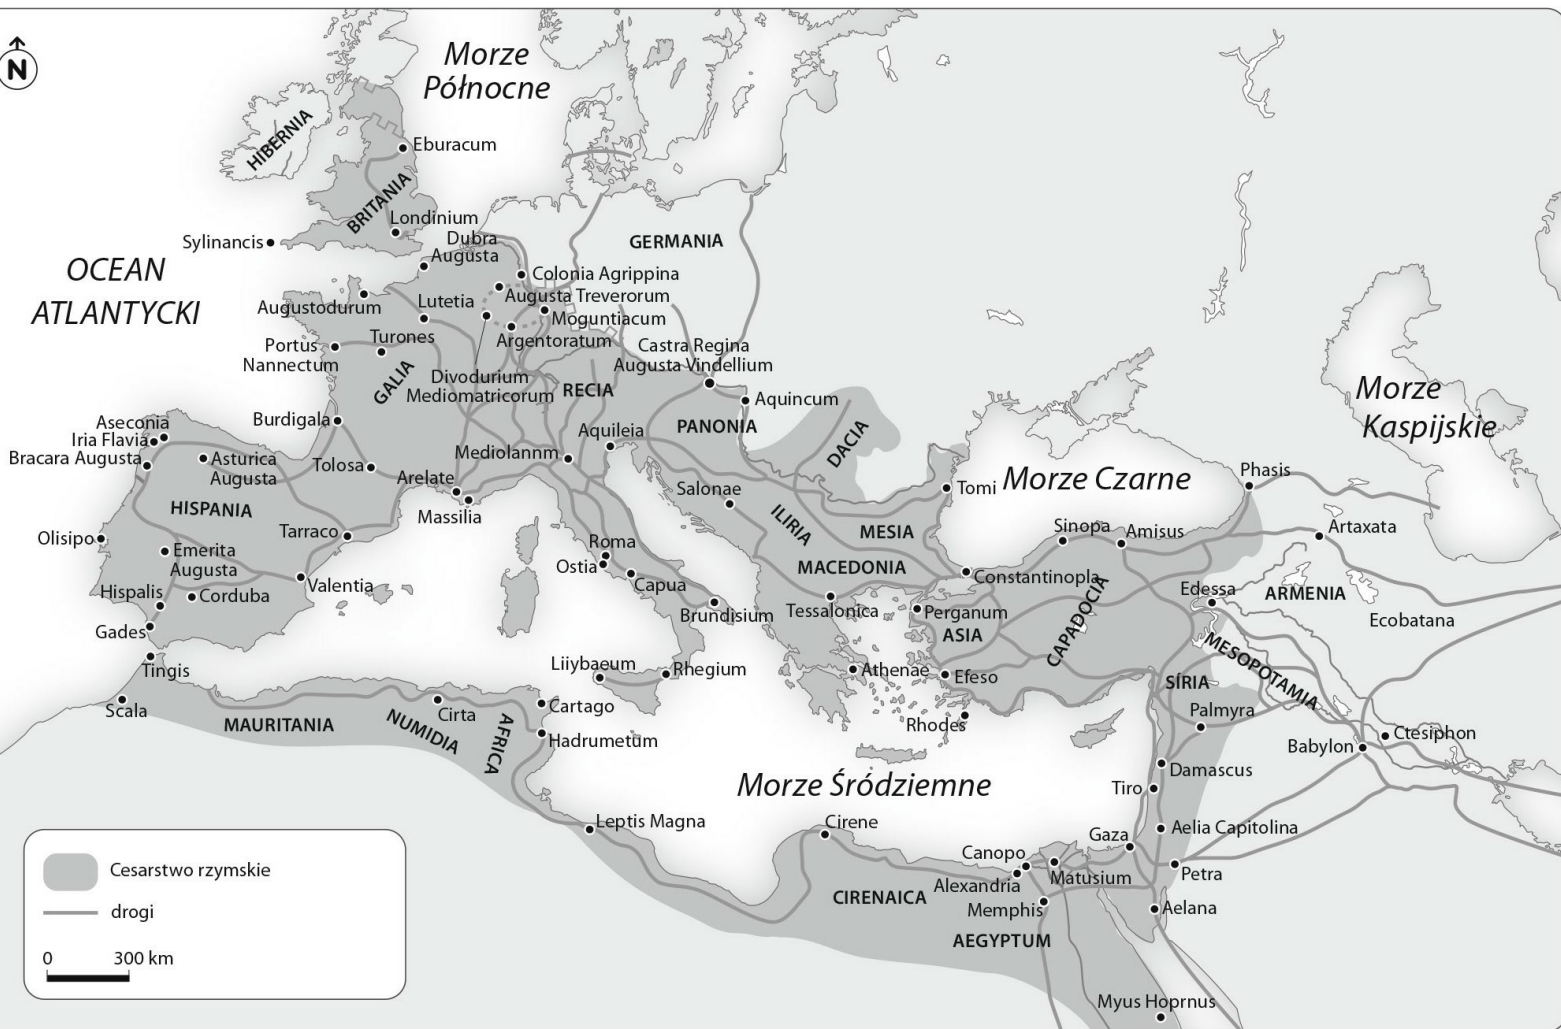 N
Morze
Północne
HIBERNIA
Eburacum
BRITANIA
Londinium
Sylinancis
Dubra
Augusta
GERMANIA
OCEAN
ATLANTYCKI
Colonia Agrippina
Augusta Treverorum
Augustodurum
Lutetia
Moguntiacum
Argentoratum
Turones
Portus
Nannectum
Castra Regina
Augusta Vindellium
GALIA
Divodurium
Mediomatricorum
RECIA
Aquincum
Morze
Kaspijskie
Burdigala
Aseconia
Iria Flavia
Bracara Augusta
Asturica
Augusta
Tolosa
Arelate
Massilia
Mediolannm
Aquileia
PANONIA
DACIA
Salonae
Tomi
Morze Czarne
Phasis
HISPANIA
Tarraco
ILIRIA
MESIA
Sinopa
Amisus
Artaxata
Olisipo
Emerita
Augusta
Roma
Ostia
Capua
MACEDONIA
Constantinopla
Hispalis
Corduba
Valentia
Brundisium
Tessalonica
Perganum
ASIA
CAPADOCIA
Edessa
ARMENIA
Ecobatana
Gades
Tingis
Scala
Liiybaeum
Rhegium
Athenae
Efeso
Rhodes
SÍRIA
MESOPOTAMIA
Palmyra
MAURITANIA
NUMIDIA
Cirta
AFRICA
Cartago
Hadrumetum
Babylon
Ctesiphon
Morze Śródziemne
Damascus
Tiro
Leptis Magna
Cirene
Aelia Capitolina
Gaza
Canopo
Matusium
Petra
Alexandria
CIRENAICA
Memphis
Aelana
AEGYPTUM
Myus Hoprnus
Cesarstwo rzymskie
drogi
0 300 km